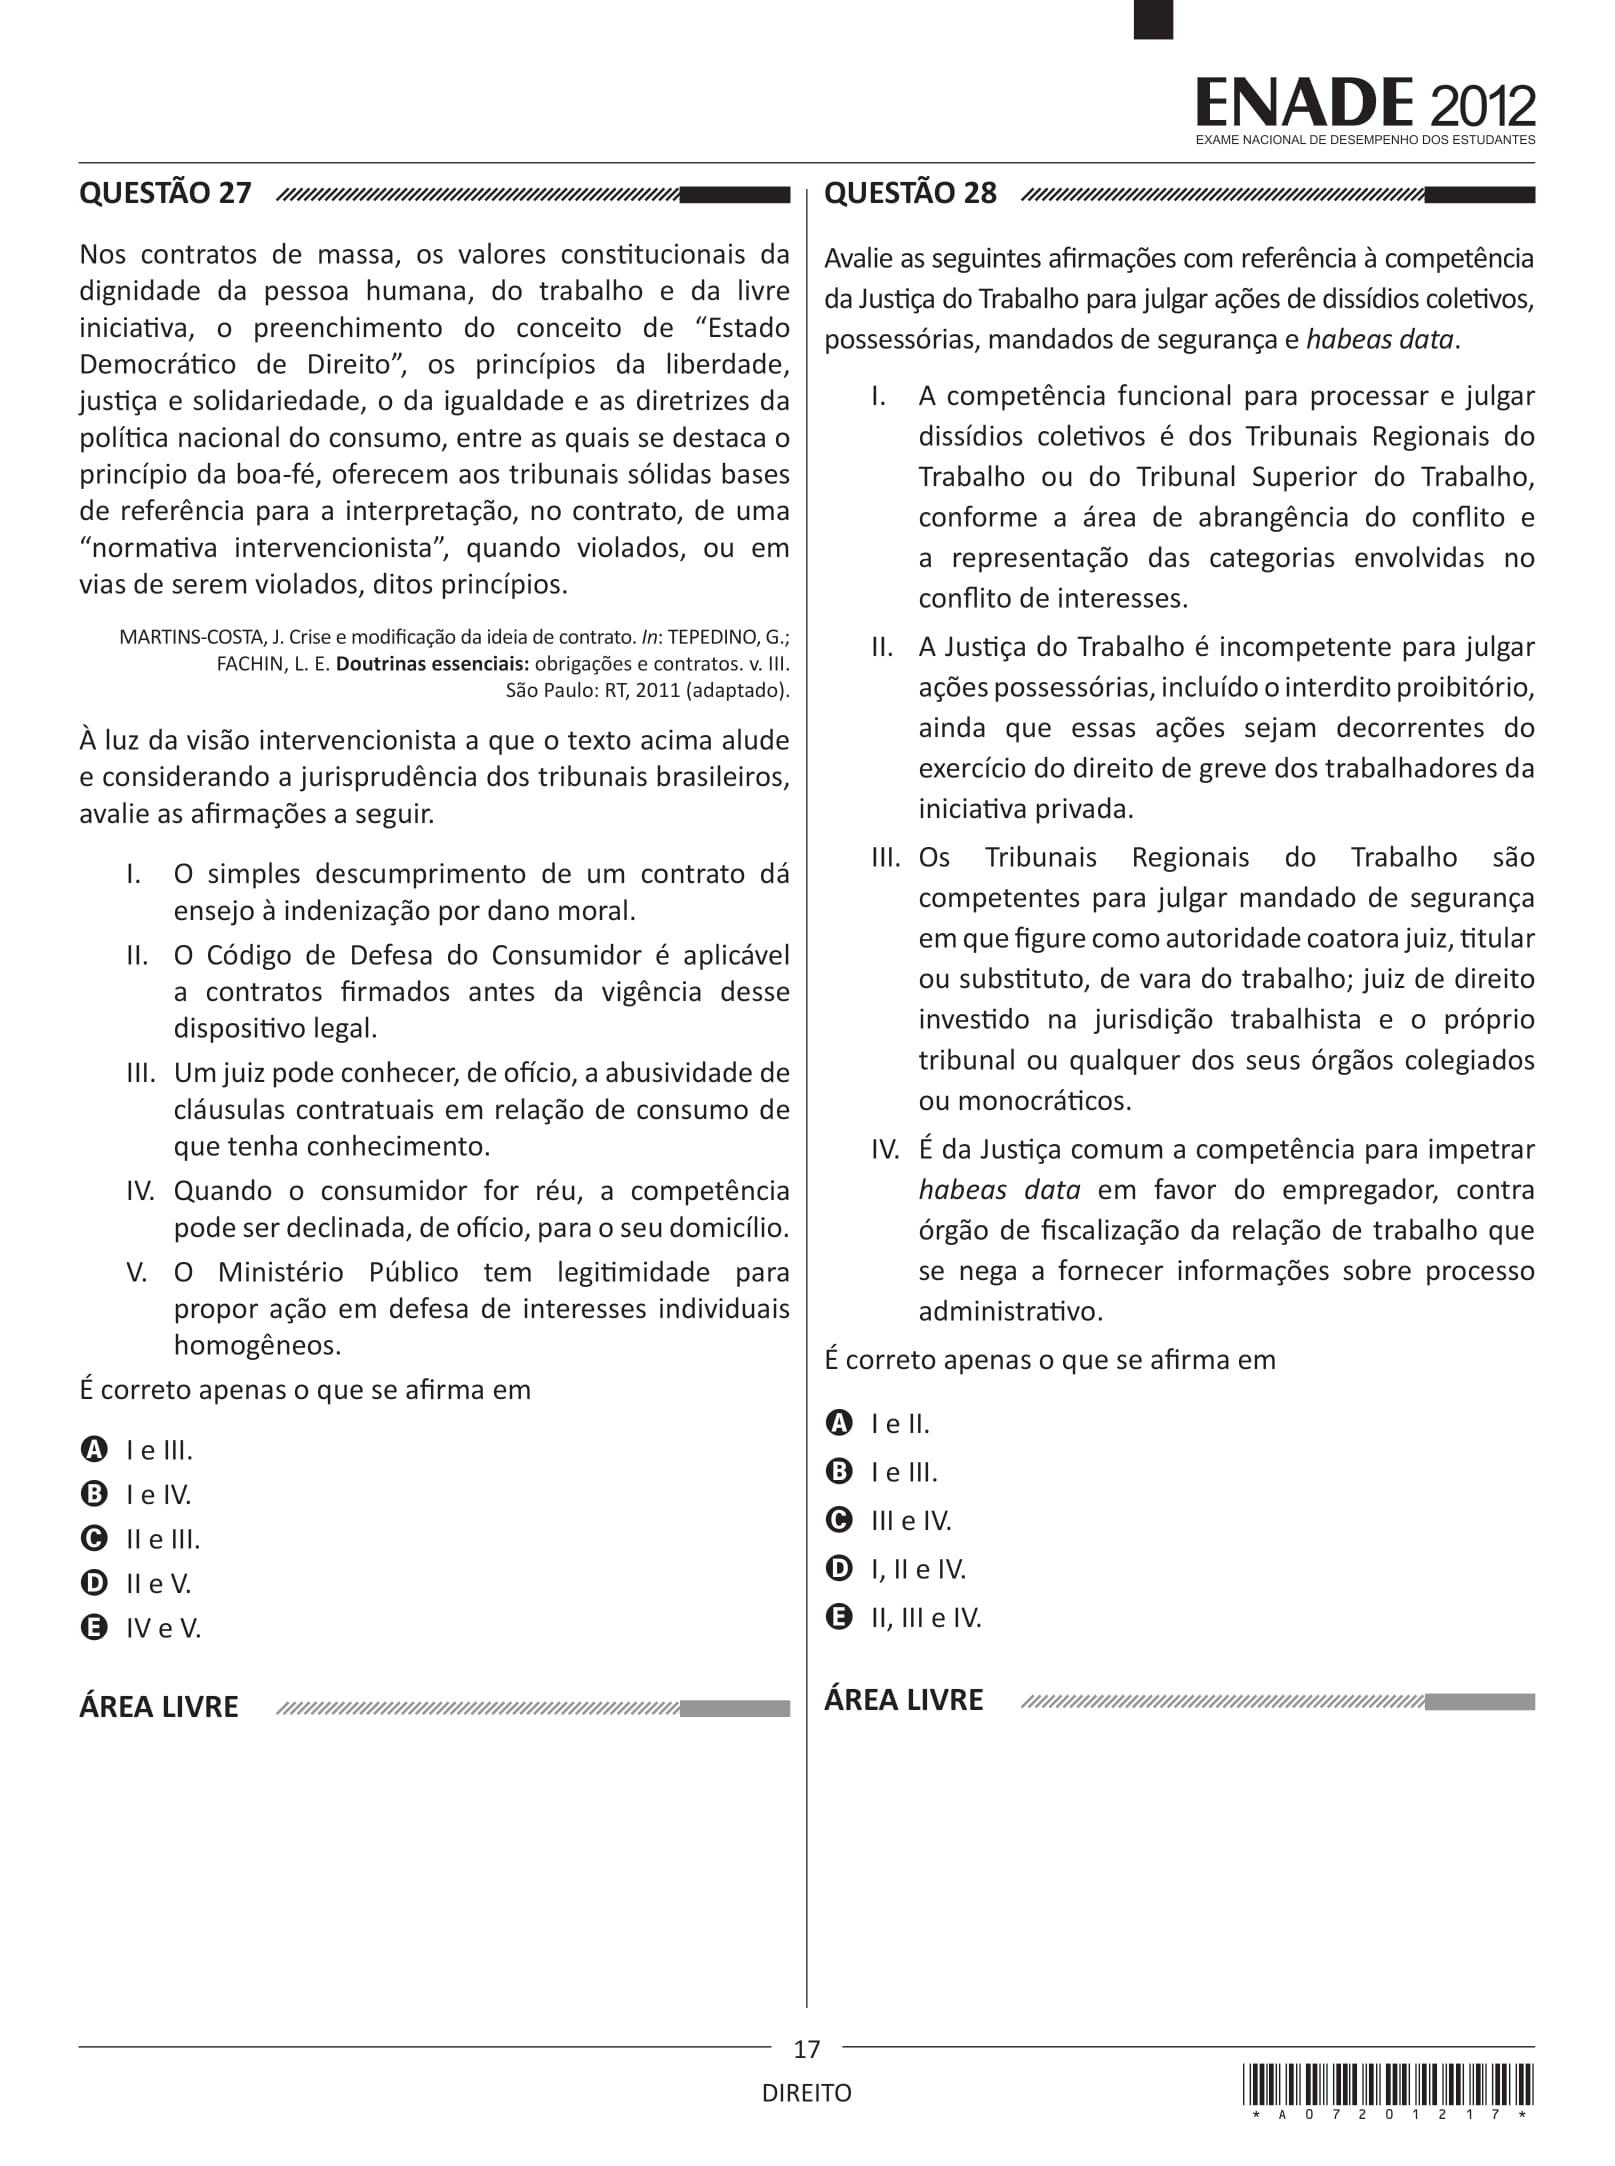 ENADE 2012
EXAME NACIONAL DE DESEMPENHO DOS ESTUDANTES
QUESTÃO 27
Nos contratos de massa, os valores constitucionais da
dignidade da pessoa humana, do trabalho e da livre
iniciativa, o preenchimento do conceito de “Estado
Democrático de Direito”, os princípios da liberdade,
justiça e solidariedade, o da igualdade e as diretrizes da
política nacional do consumo, entre as quais se destaca o
princípio da boa-fé, oferecem aos tribunais sólidas bases
de referência para a interpretação, no contrato, de uma
“normativa intervencionista”, quando violados, ou em
vias de serem violados, ditos princípios.
MARTINS-COSTA, J. Crise e modificação da ideia de contrato. In: TEPEDINO, G.;
FACHIN, L. E. Doutrinas essenciais: obrigações e contratos. v. III.
São Paulo: RT, 2011 (adaptado).
À luz da visão intervencionista a que o texto acima alude
e considerando a jurisprudência dos tribunais brasileiros,
avalie as afirmações a seguir.
I. O simples descumprimento de um contrato dá
ensejo à indenização por dano moral.
II. O Código de Defesa do Consumidor é aplicável
a contratos firmados antes da vigência desse
dispositivo legal.
III. Um juiz pode conhecer, de ofício, a abusividade de
cláusulas contratuais em relação de consumo de
que tenha conhecimento.
IV. Quando o consumidor for réu, a competência
pode ser declinada, de ofício, para o seu domicílio.
V. O Ministério Público tem legitimidade para
propor ação em defesa de interesses individuais
homogêneos.
É correto apenas o que se afirma em
A I e III.
B I e IV.
C II e III.
D II e V.
E IV e V.
ÁREA LIVRE
QUESTÃO 28
Avalie as seguintes afirmações com referência à competência
da Justiça do Trabalho para julgar ações de dissídios coletivos,
possessórias, mandados de segurança e habeas data.
I. A competência funcional para processar e julgar
dissídios coletivos é dos Tribunais Regionais do
Trabalho ou do Tribunal Superior do Trabalho,
conforme a área de abrangência do conflito e
a representação das categorias envolvidas no
conflito de interesses.
II. A Justiça do Trabalho é incompetente para julgar
ações possessórias, incluído o interdito proibitório,
ainda que essas ações sejam decorrentes do
exercício do direito de greve dos trabalhadores da
iniciativa privada.
III. Os Tribunais Regionais do Trabalho são
competentes para julgar mandado de segurança
em que figure como autoridade coatora juiz, titular
ou substituto, de vara do trabalho; juiz de direito
investido na jurisdição trabalhista e o próprio
tribunal ou qualquer dos seus órgãos colegiados
ou monocráticos.
IV. É da Justiça comum a competência para impetrar
habeas data em favor do empregador, contra
órgão de fiscalização da relação de trabalho que
se nega a fornecer informações sobre processo
administrativo.
É correto apenas o que se afirma em
A I e II.
B I e III.
C III e IV.
D I, II e IV.
E II, III e IV.
ÁREA LIVRE
17
DIREITO
* A 0 7 2 0 1 2 1 7 *